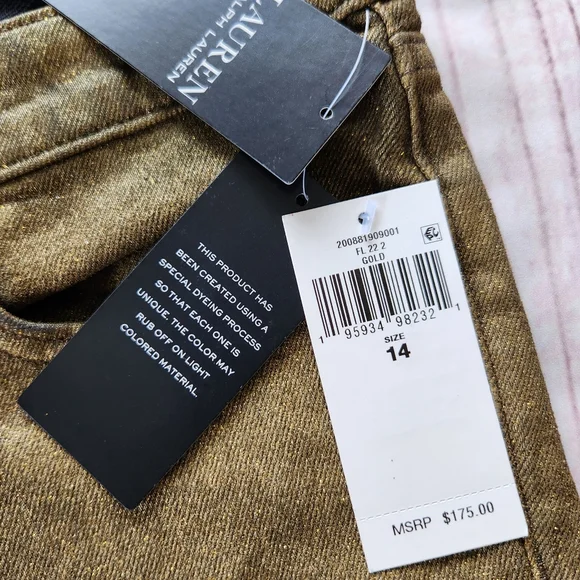 LAUREN
RALPH LAUREN
THIS PRODUCT HAS
BEEN CREATED USING A
SPECIAL DYEING PROCESS
SO THAT EACH ONE IS
UNIQUE. THE COLOR MAY
RUB OFF ON LIGHT
COLORED MATERIAL
200881909001
FL 22 2
GOLD
1 95934 98232 1
SIZE
14
MSRP $175.00